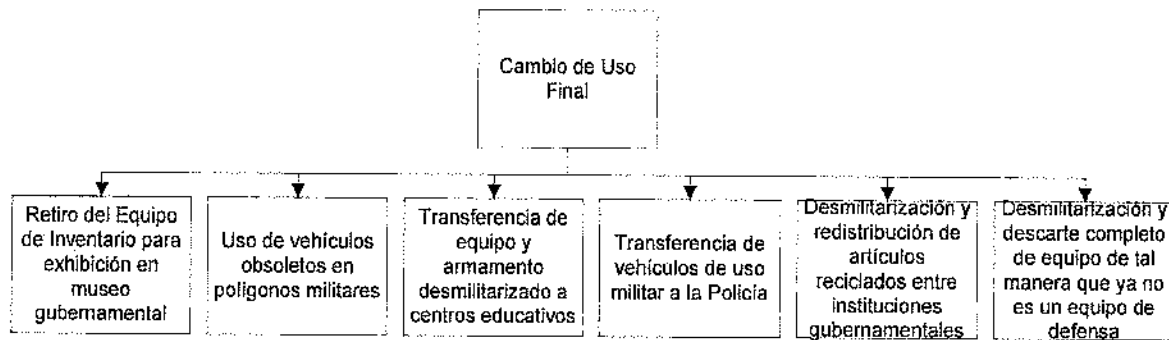 Cambio de Uso
Final
Retiro del Equipo
de Inventario para
exhibición en
museo
gubernamental
Uso de vehículos
obsoletos en
polígonos militares
Transferencia de
equipo y
armamento
desmilitarizado a
centros educativos
Transferencia de
vehículos de uso
militar a la Policía
Desmilitarización y
redistribución de
artículos
reciclados entre
instituciones
gubernamentales
Desmilitarización y
descarte completo
de equipo de tal
manera que ya no
es un equipo de
defensa